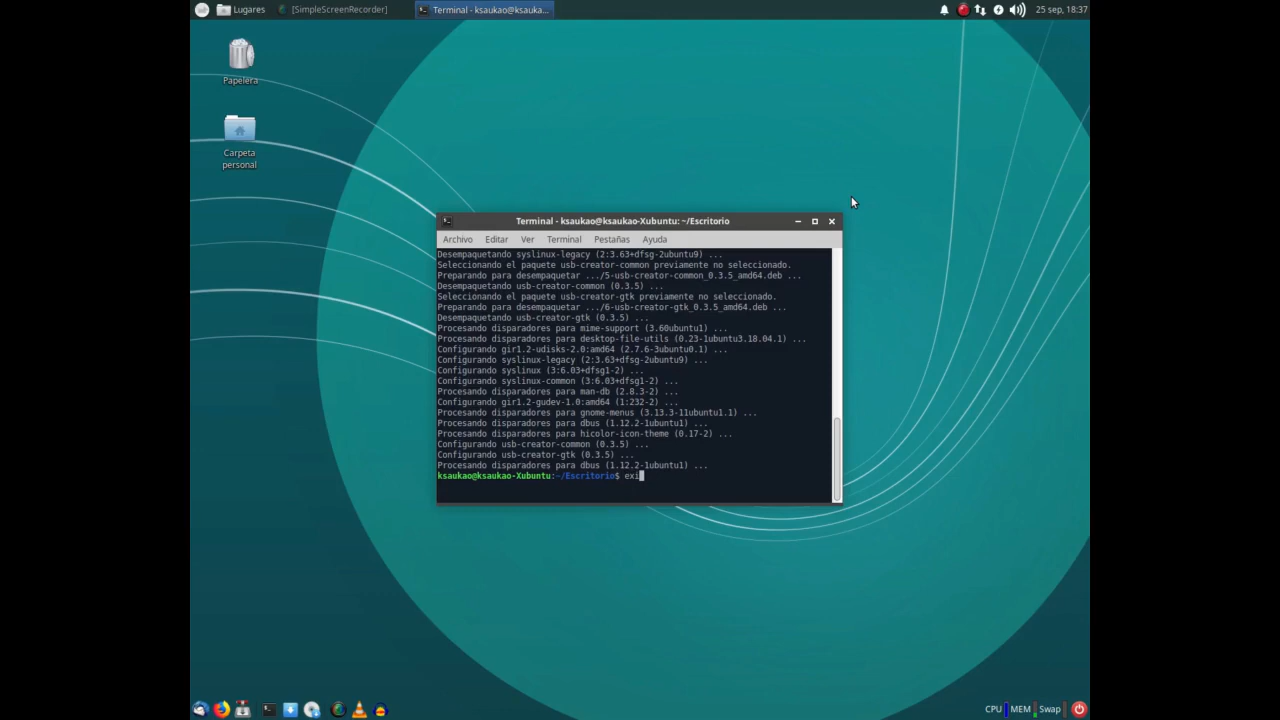 Lugares
[SimpleScreenRecorder]
Terminal - ksaukao@ksauka...
25 sep, 18:37
Papelera
Carpeta
personal
Terminal - ksaukao@ksaukao-Xubuntu: ~/Escritorio
Archivo Editar Ver Terminal Pestañas Ayuda
Desempaquetando syslinux-legacy (2:3.63+dfsg-2ubuntu9) ...
Seleccionando el paquete usb-creator-common previamente no seleccionado.
Preparando para desempaquetar .../5-usb-creator-common_0.3.5_amd64.deb ...
Desempaquetando usb-creator-common (0.3.5) ...
Seleccionando el paquete usb-creator-gtk previamente no seleccionado.
Preparando para desempaquetar .../6-usb-creator-gtk_0.3.5_amd64.deb ...
Desempaquetando usb-creator-gtk (0.3.5) ...
Procesando disparadores para mime-support (3.60ubuntu1) ...
Procesando disparadores para desktop-file-utils (0.23-1ubuntu3.18.04.1) ...
Configurando gir1.2-udisks-2.0:amd64 (2.7.6-3ubuntu0.1) ...
Configurando syslinux-legacy (2:3.63+dfsg-2ubuntu9) ...
Configurando syslinux (3:6.03+dfsg1-2) ...
Configurando syslinux-common (3:6.03+dfsg1-2) ...
Procesando disparadores para man-db (2.8.3-2) ...
Configurando gir1.2-gudev-1.0:amd64 (1:232-2) ...
Procesando disparadores para gnome-menus (3.13.3-11ubuntu1.1) ...
Procesando disparadores para dbus (1.12.2-1ubuntu1) ...
Procesando disparadores para hicolor-icon-theme (0.17-2) ...
Configurando usb-creator-common (0.3.5) ...
Configurando usb-creator-gtk (0.3.5) ...
Procesando disparadores para dbus (1.12.2-1ubuntu1) ...
ksaukao@ksaukao-Xubuntu:~/Escritorio$ exi
CPU MEM Swap